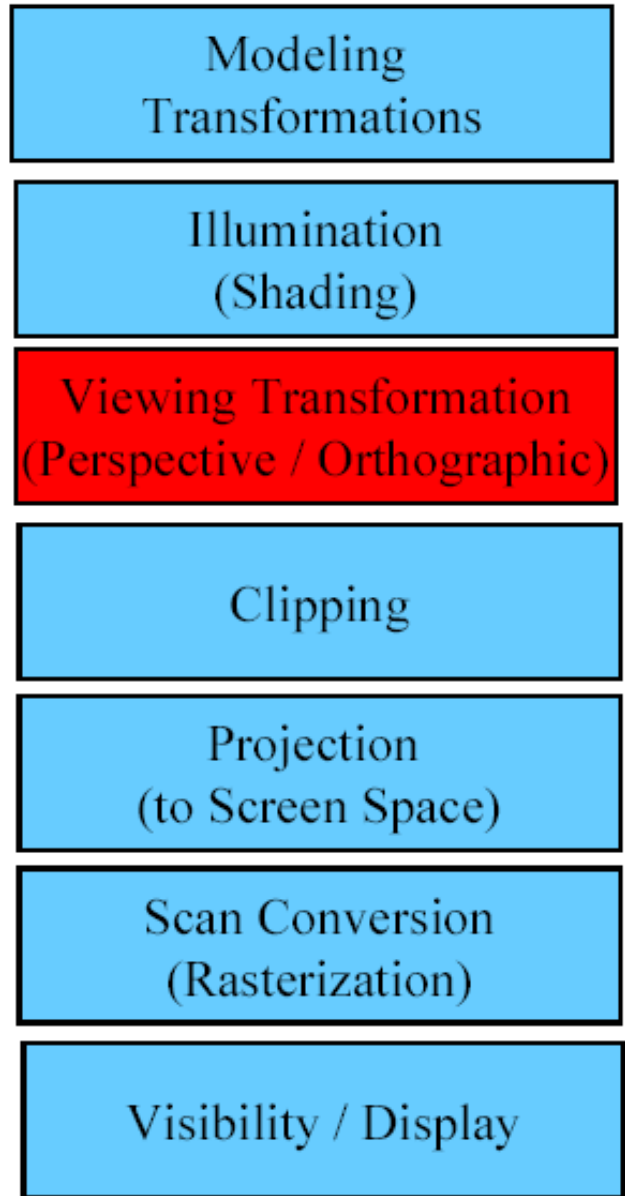 Modeling
Transformations
Illumination
(Shading)
Viewing Transformation
(Perspective / Orthographic)
Clipping
Projection
(to Screen Space)
Scan Conversion
(Rasterization)
Visibility / Display